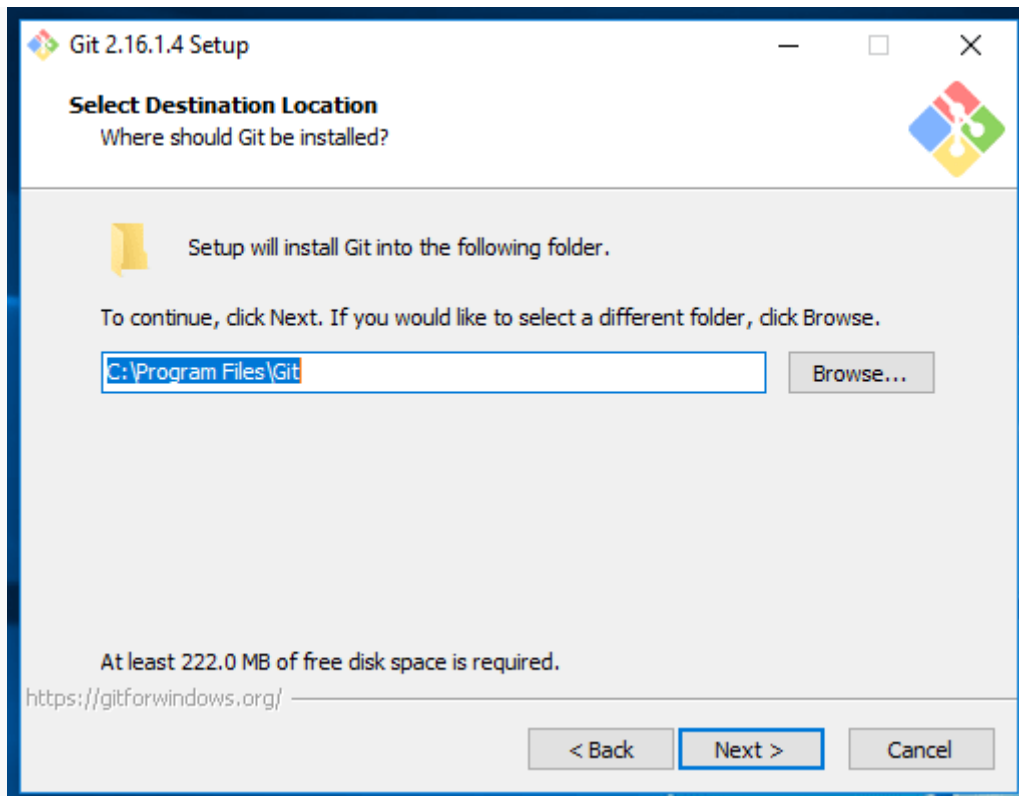 Git 2.16.1.4 Setup
Select Destination Location
Where should Git be installed?
Setup will install Git into the following folder.
To continue, click Next. If you would like to select a different folder, click Browse.
C:\Program Files\Git
Browse...
At least 222.0 MB of free disk space is required.
https://gitforwindows.org/
< Back
Next >
Cancel